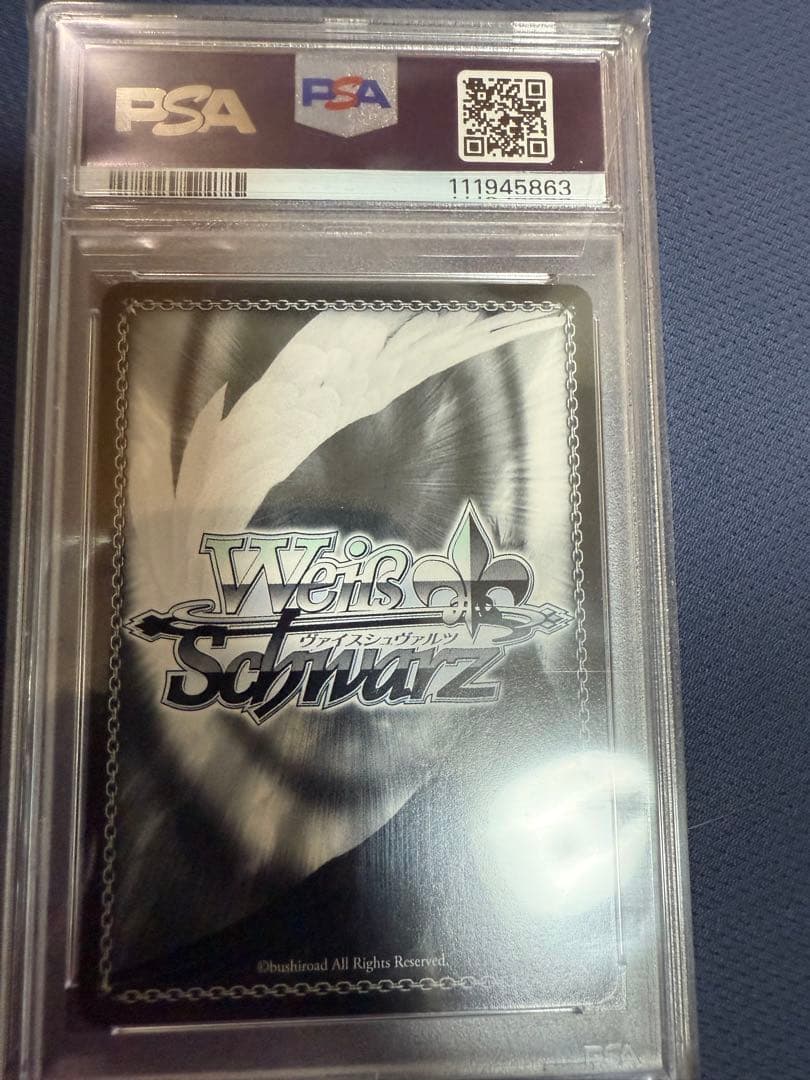 PSA
PSA
111945863
Weiß
ヴァイスシュヴァルツ
Schwarz
©bushiroad All Rights Reserved.
PSA